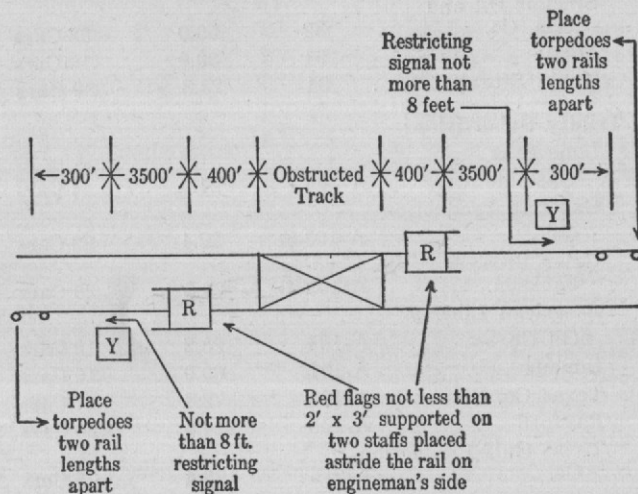 Restricting
signal not
more than
8 feet
Place
torpedoes
two rails
lengths
apart
300' 3500' 400' Obstructed Track 400' 3500' 300'
Y
R
R
Y
Place
torpedoes
two rail
lengths
apart
Not more
than 8 ft.
restricting
signal
Red flags not less than
2' x 3' supported on
two staffs placed
astride the rail on
engineman's side